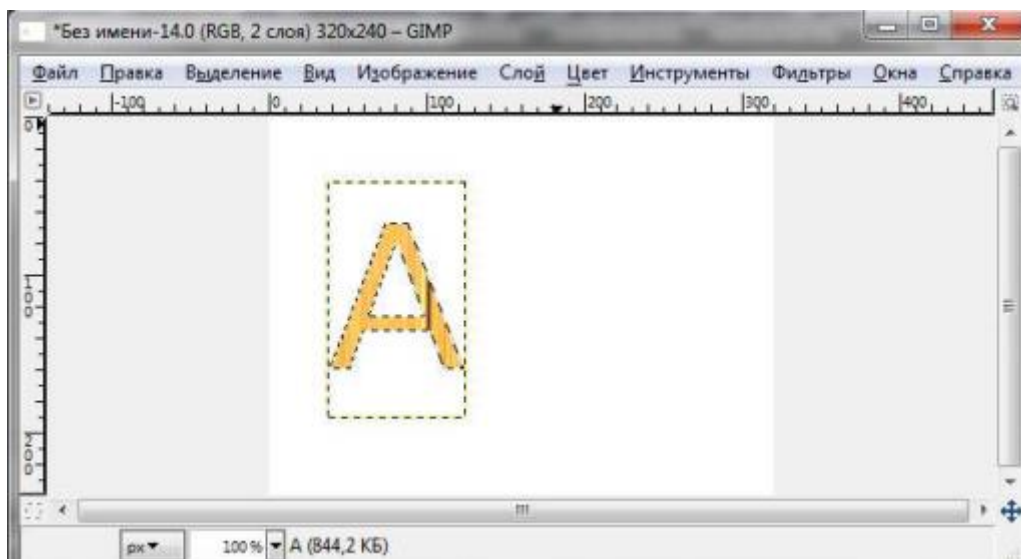 *Без имени-14.0 (RGB, 2 слоя) 320x240 – GIMP
Файл Правка Выделение Вид Изображение Слой Цвет Инструменты Фильтры Окна Справка
-100 0 100 200 300 400
0
100
200
A
px 100 % A (844,2 КБ)